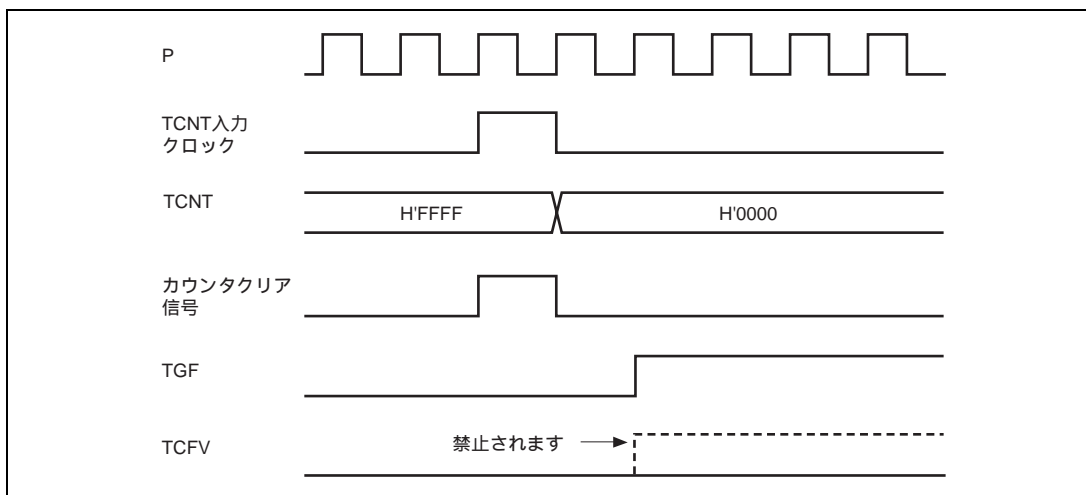 P
TCNT入力
クロック
TCNT
H'FFFF
H'0000
カウンタクリア
信号
TGF
TCFV
禁止されます